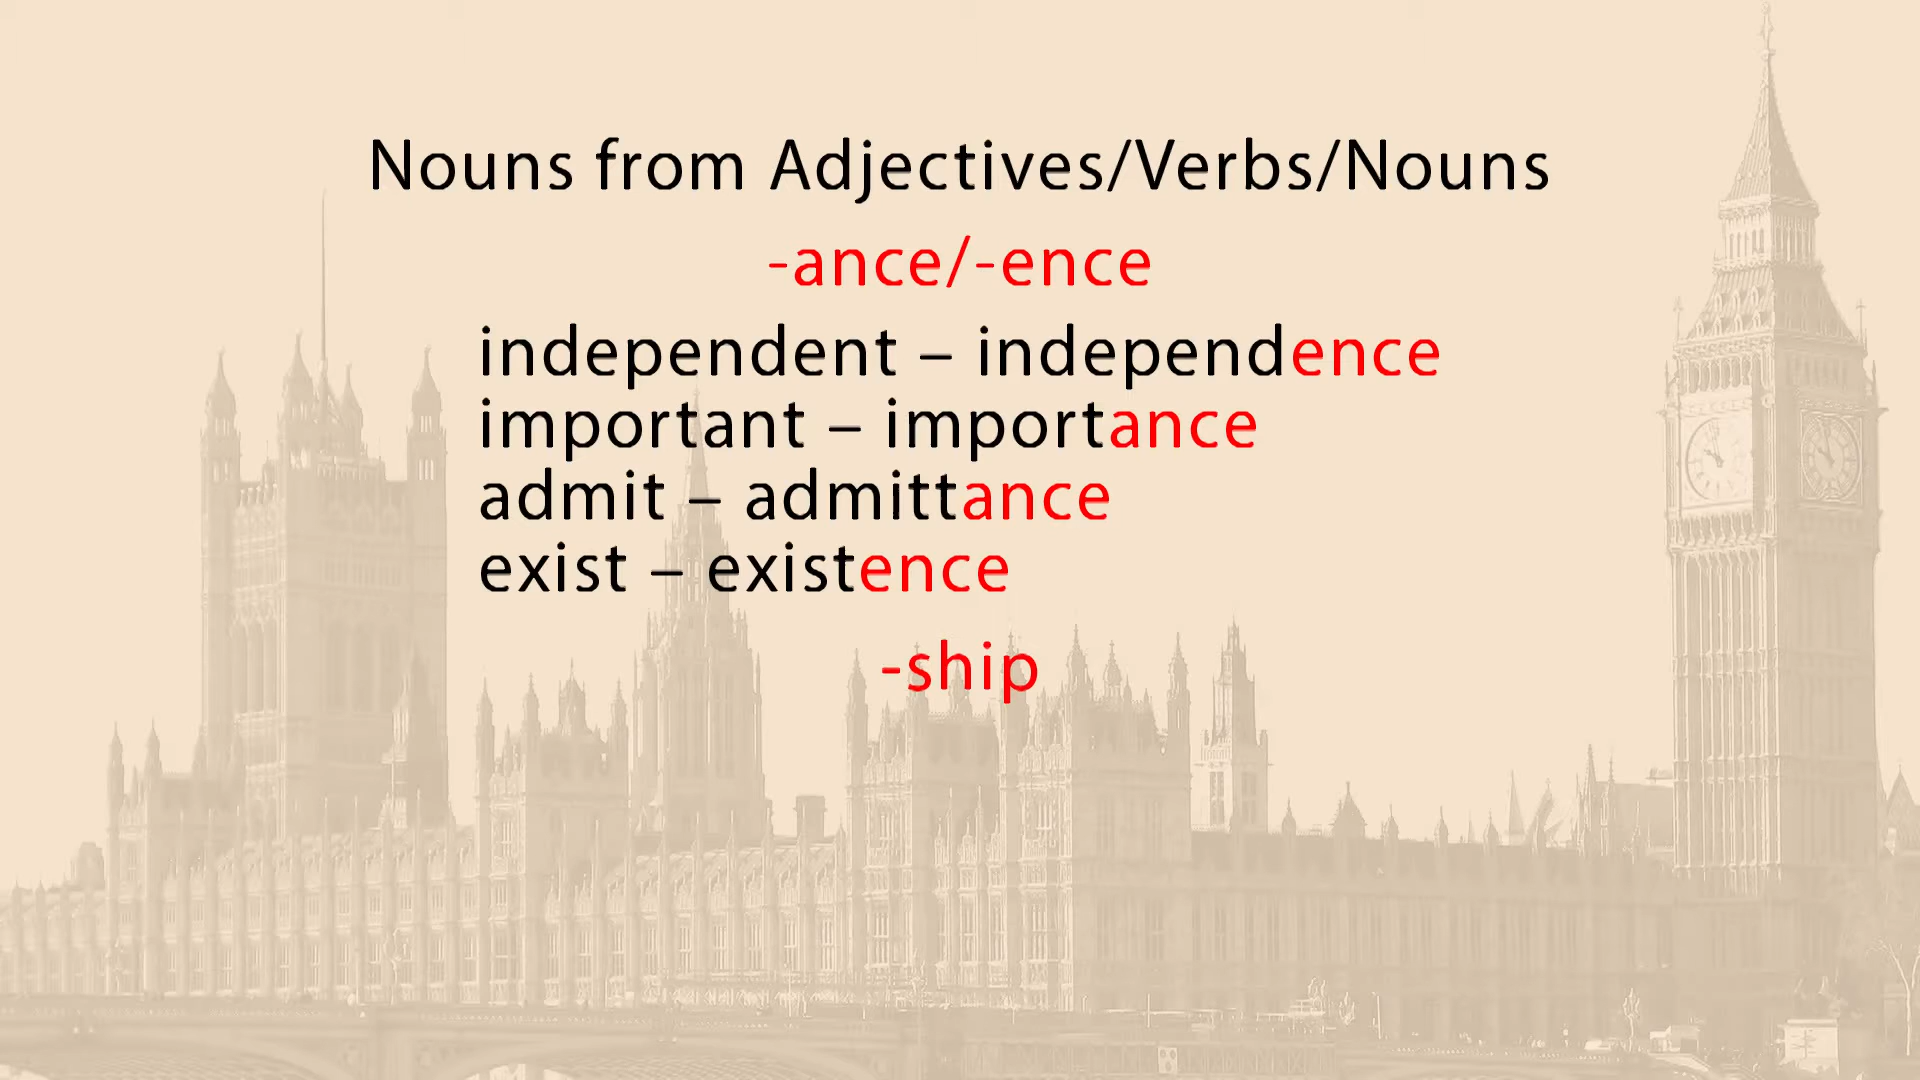 Nouns from Adjectives/Verbs/Nouns
-ance/-ence
independent – independence
important – importance
admit – admittance
exist – existence
-ship